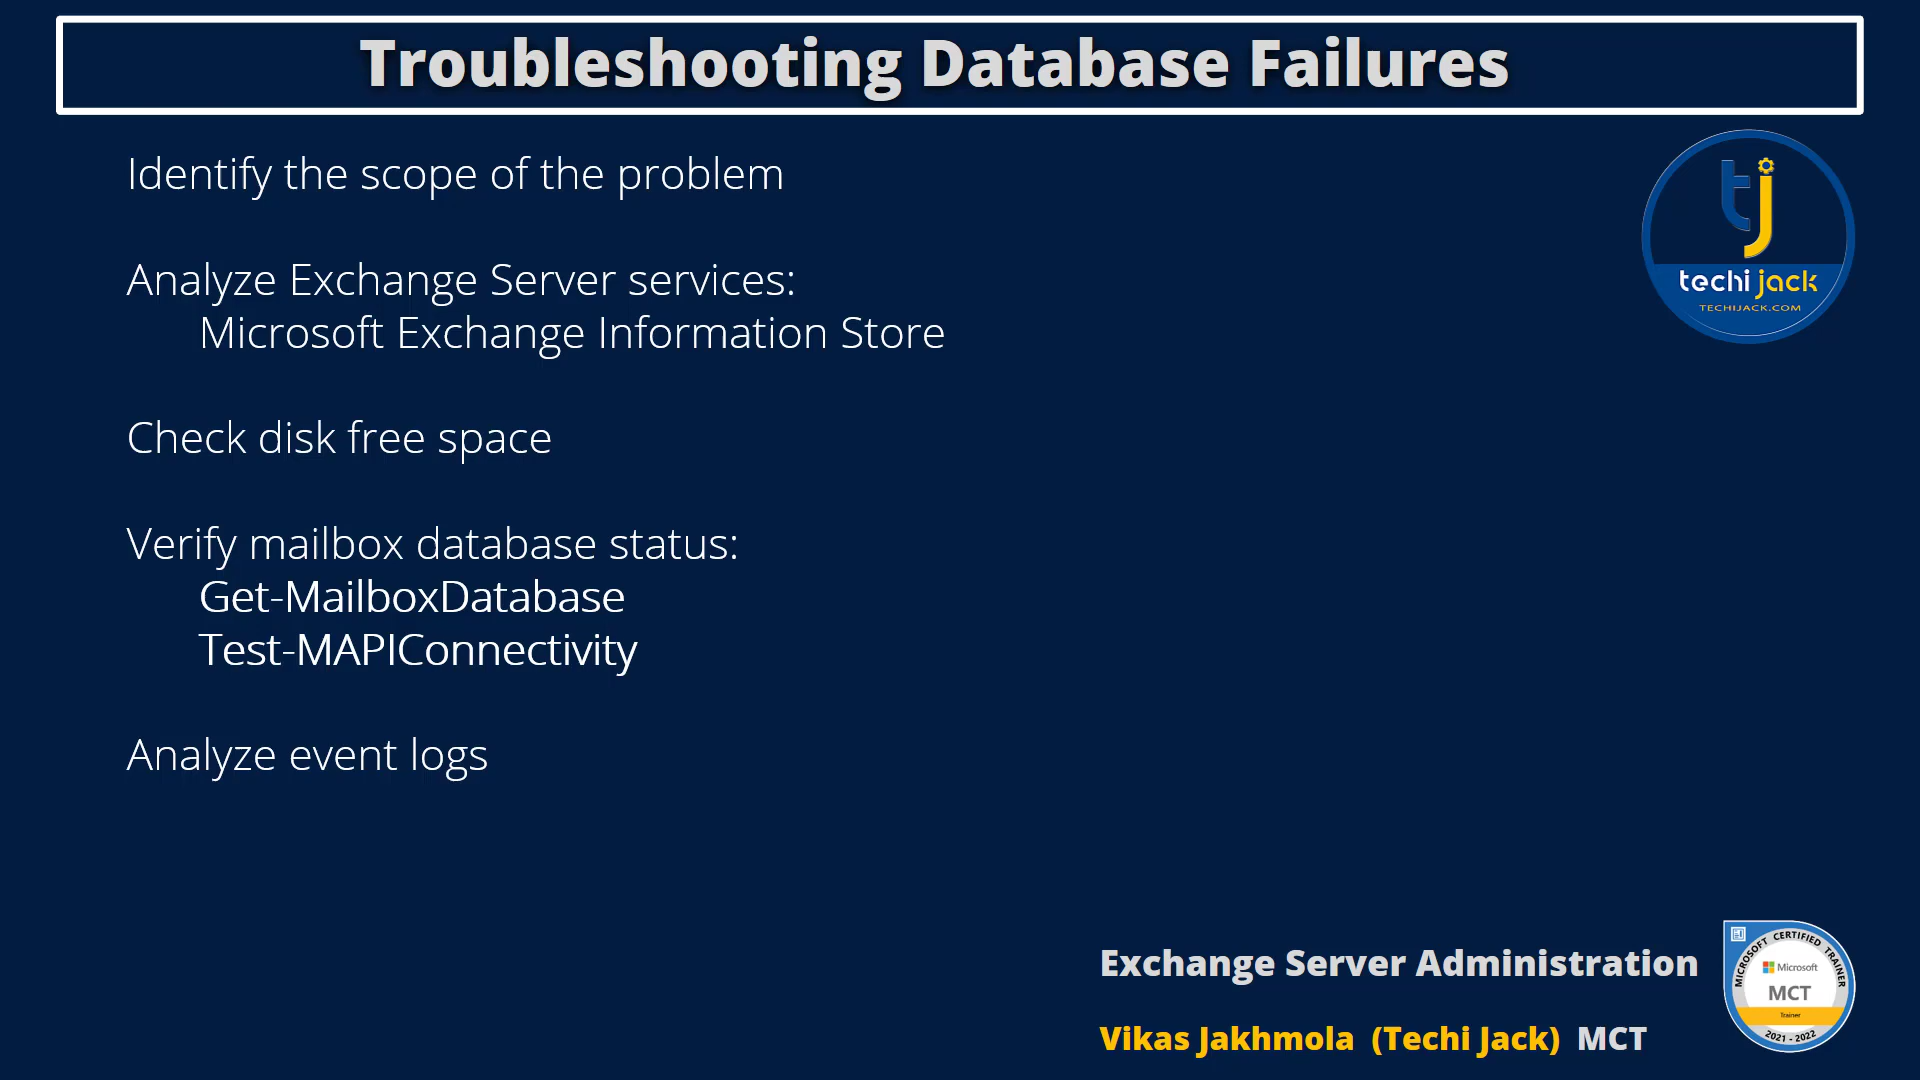 Troubleshooting Database Failures
Identify the scope of the problem
Analyze Exchange Server services:
Microsoft Exchange Information Store
Check disk free space
Verify mailbox database status:
Get-MailboxDatabase
Test-MAPIConnectivity
Analyze event logs
tj
techi jack
TECHIJACK.COM
Exchange Server Administration
Vikas Jakhmola (Techi Jack) MCT
MICROSOFT CERTIFIED TRAINER
Microsoft
MCT
Trainer
2021 - 2022